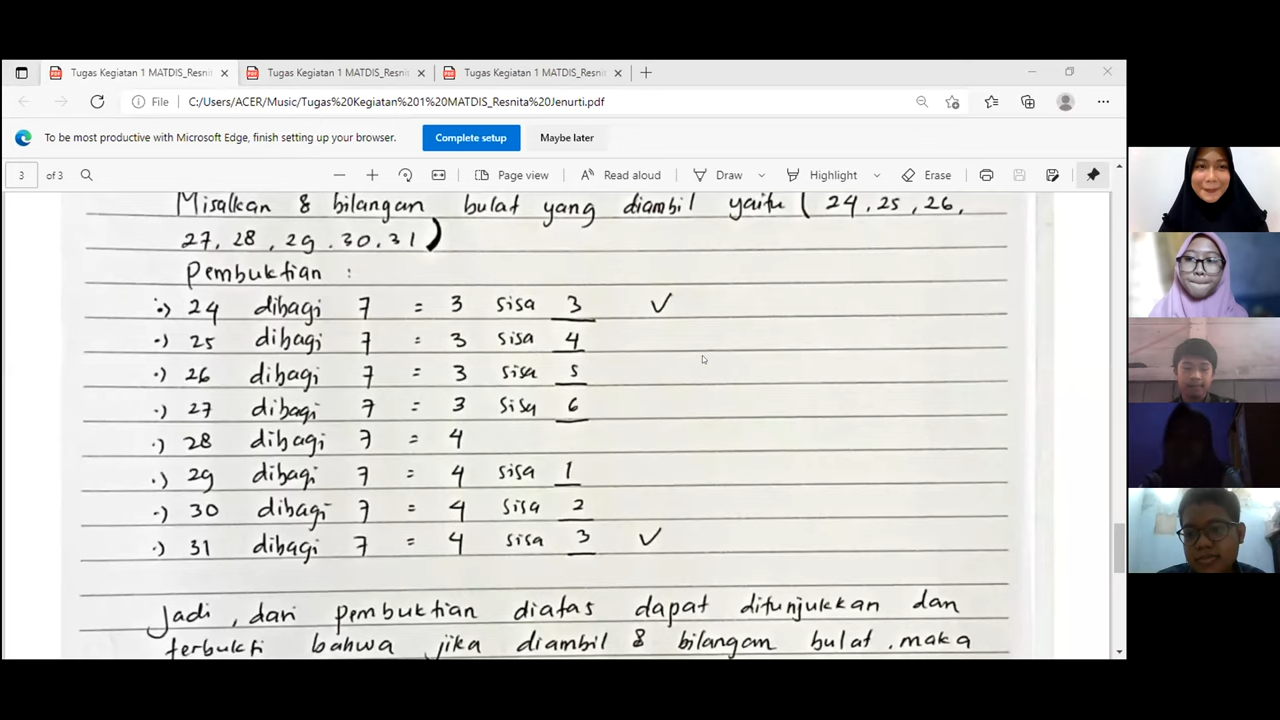 Tugas Kegiatan 1 MATDIS_Resnit
Tugas Kegiatan 1 MATDIS_Resnit
Tugas Kegiatan 1 MATDIS_Resnit
File C:/Users/ACER/Music/Tugas%20Kegiatan%201%20MATDIS_Resnita%20Jenurti.pdf
To be most productive with Microsoft Edge, finish setting up your browser. Complete setup Maybe later
3 of 3 Page view Read aloud Draw Highlight Erase
Misalkan 8 bilangan bulat yang diambil yaitu ( 24, 25, 26,
27, 28, 29, 30, 31 )
Pembuktian :
·) 24 dibagi 7 = 3 sisa 3 ✓
·) 25 dibagi 7 = 3 sisa 4
·) 26 dibagi 7 = 3 sisa 5
·) 27 dibagi 7 = 3 sisa 6
·) 28 dibagi 7 = 4
·) 29 dibagi 7 = 4 sisa 1
·) 30 dibagi 7 = 4 sisa 2
·) 31 dibagi 7 = 4 sisa 3 ✓
Jadi, dari pembuktian diatas dapat ditunjukkan dan
terbukti bahwa jika diambil 8 bilangan bulat, maka